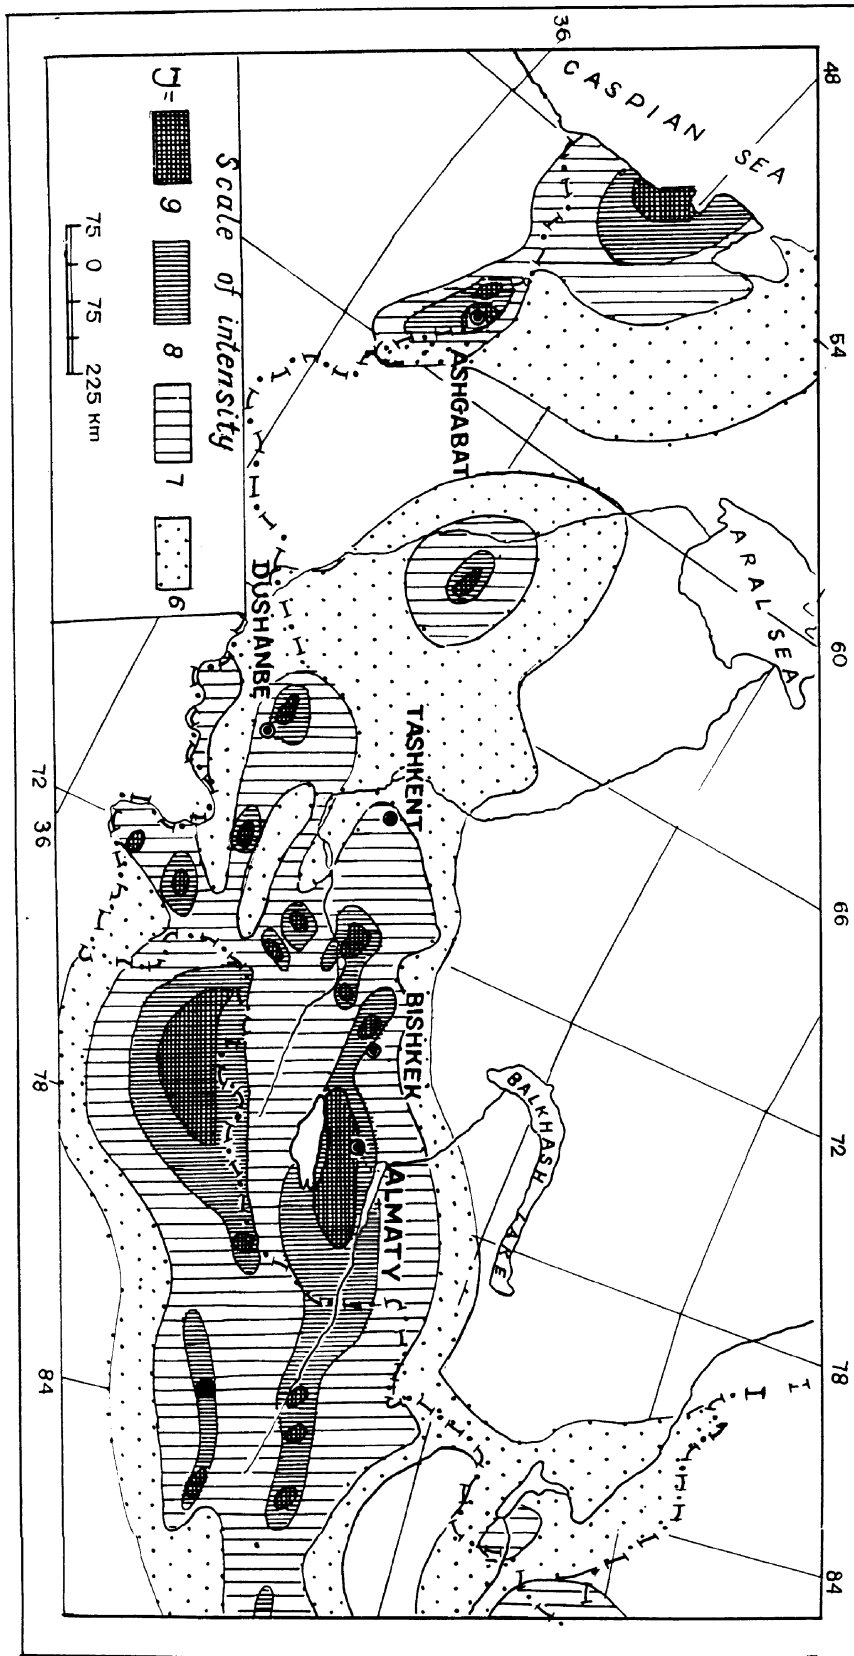 36
48
54
60
66
72
78
84
CASPIAN SEA
ARAL SEA
BALKHASH LAKE
ASHGABAT
DUSHANBE
TASHKENT
BISHKEK
ALMATY
72
36
78
84
Scale of intensity
J=
9
8
7
6
75 0 75 225 Km